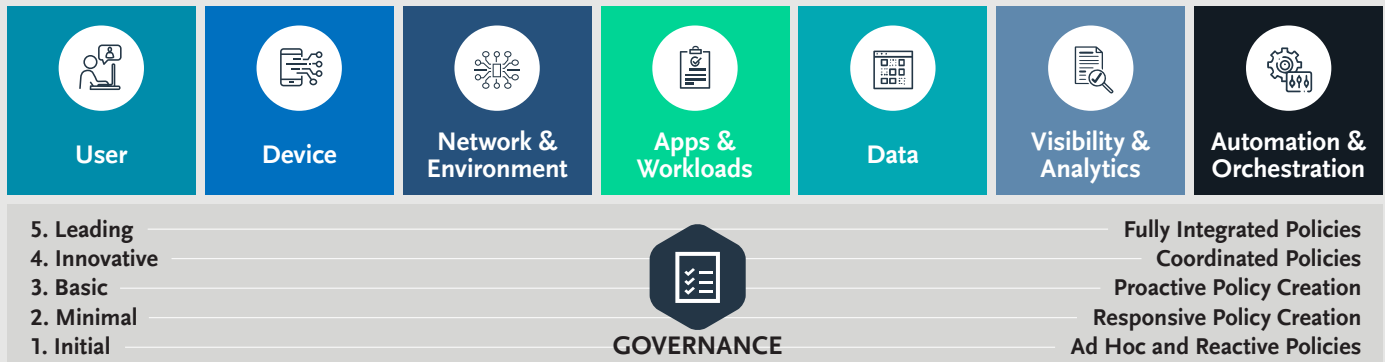 User
Device
Network &
Environment
Apps &
Workloads
Data
Visibility &
Analytics
Automation &
Orchestration
5. Leading
Fully Integrated Policies
4. Innovative
Coordinated Policies
3. Basic
Proactive Policy Creation
2. Minimal
Responsive Policy Creation
1. Initial
GOVERNANCE
Ad Hoc and Reactive Policies